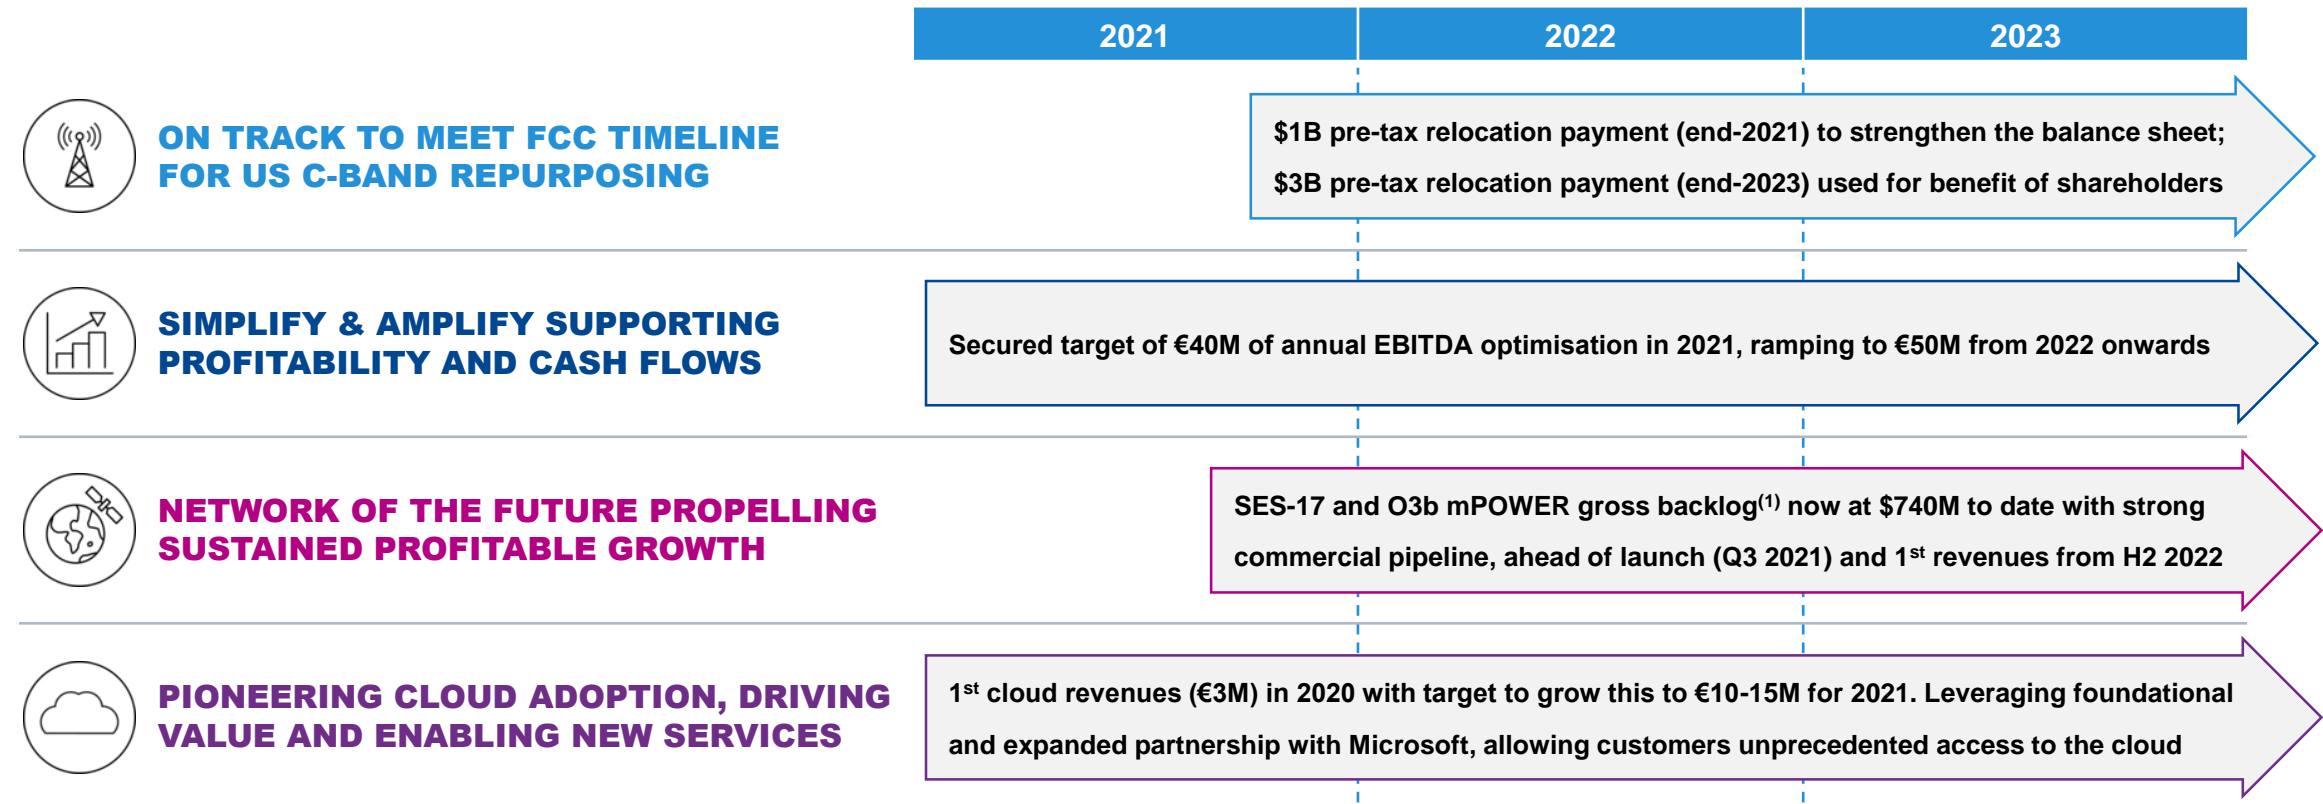 2021 2022 2023
ON TRACK TO MEET FCC TIMELINE
FOR US C-BAND REPURPOSING
$1B pre-tax relocation payment (end-2021) to strengthen the balance sheet;
$3B pre-tax relocation payment (end-2023) used for benefit of shareholders
SIMPLIFY & AMPLIFY SUPPORTING
PROFITABILITY AND CASH FLOWS
Secured target of €40M of annual EBITDA optimisation in 2021, ramping to €50M from 2022 onwards
NETWORK OF THE FUTURE PROPELLING
SUSTAINED PROFITABLE GROWTH
SES-17 and O3b mPOWER gross backlog(1) now at $740M to date with strong
commercial pipeline, ahead of launch (Q3 2021) and 1st revenues from H2 2022
PIONEERING CLOUD ADOPTION, DRIVING
VALUE AND ENABLING NEW SERVICES
1st cloud revenues (€3M) in 2020 with target to grow this to €10-15M for 2021. Leveraging foundational
and expanded partnership with Microsoft, allowing customers unprecedented access to the cloud